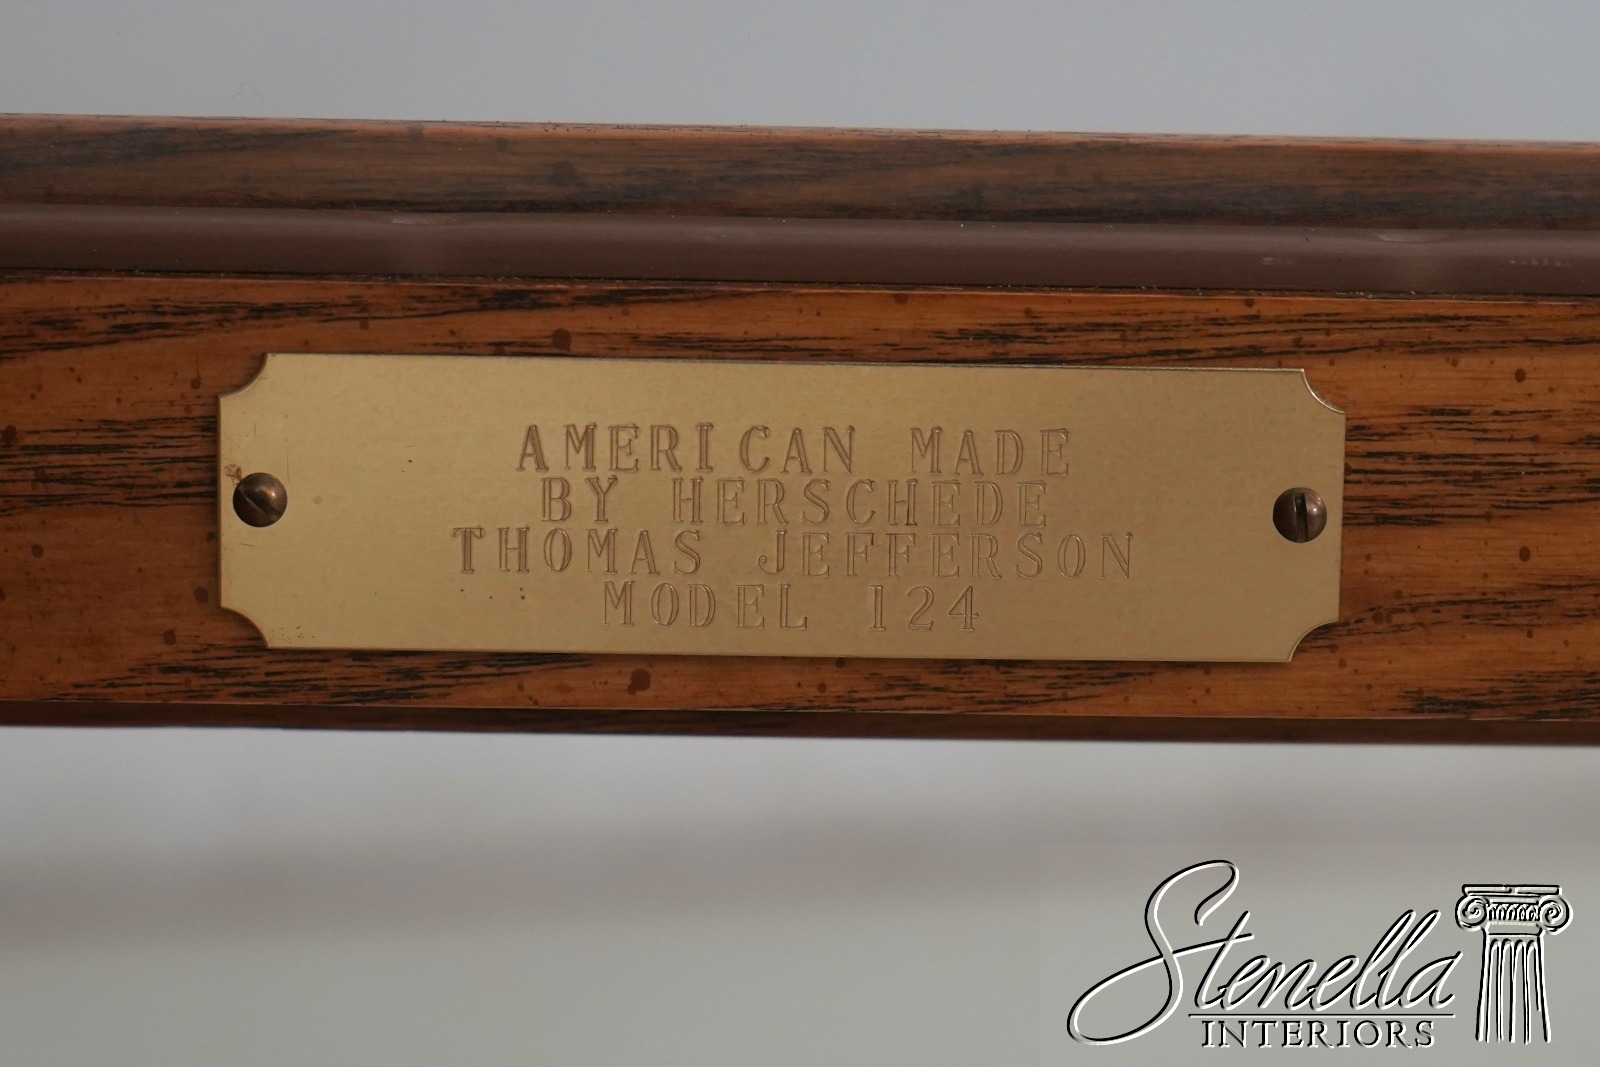 AMERICAN MADE
BY HERSCHEDE
THOMAS JEFFERSON
MODEL 124
Stenella
INTERIORS